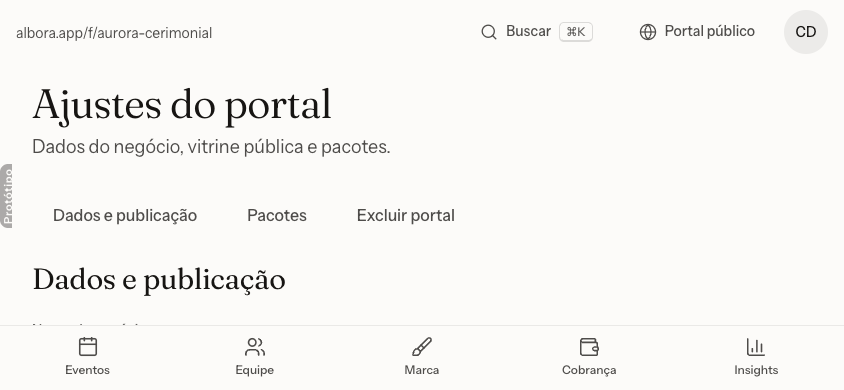 albora.app/f/aurora-cerimonial
Buscar ⌘K
Portal público
CD
Ajustes do portal
Dados do negócio, vitrine pública e pacotes.
Protótipo
Dados e publicação
Pacotes
Excluir portal
Dados e publicação
Eventos
Equipe
Marca
Cobrança
Insights